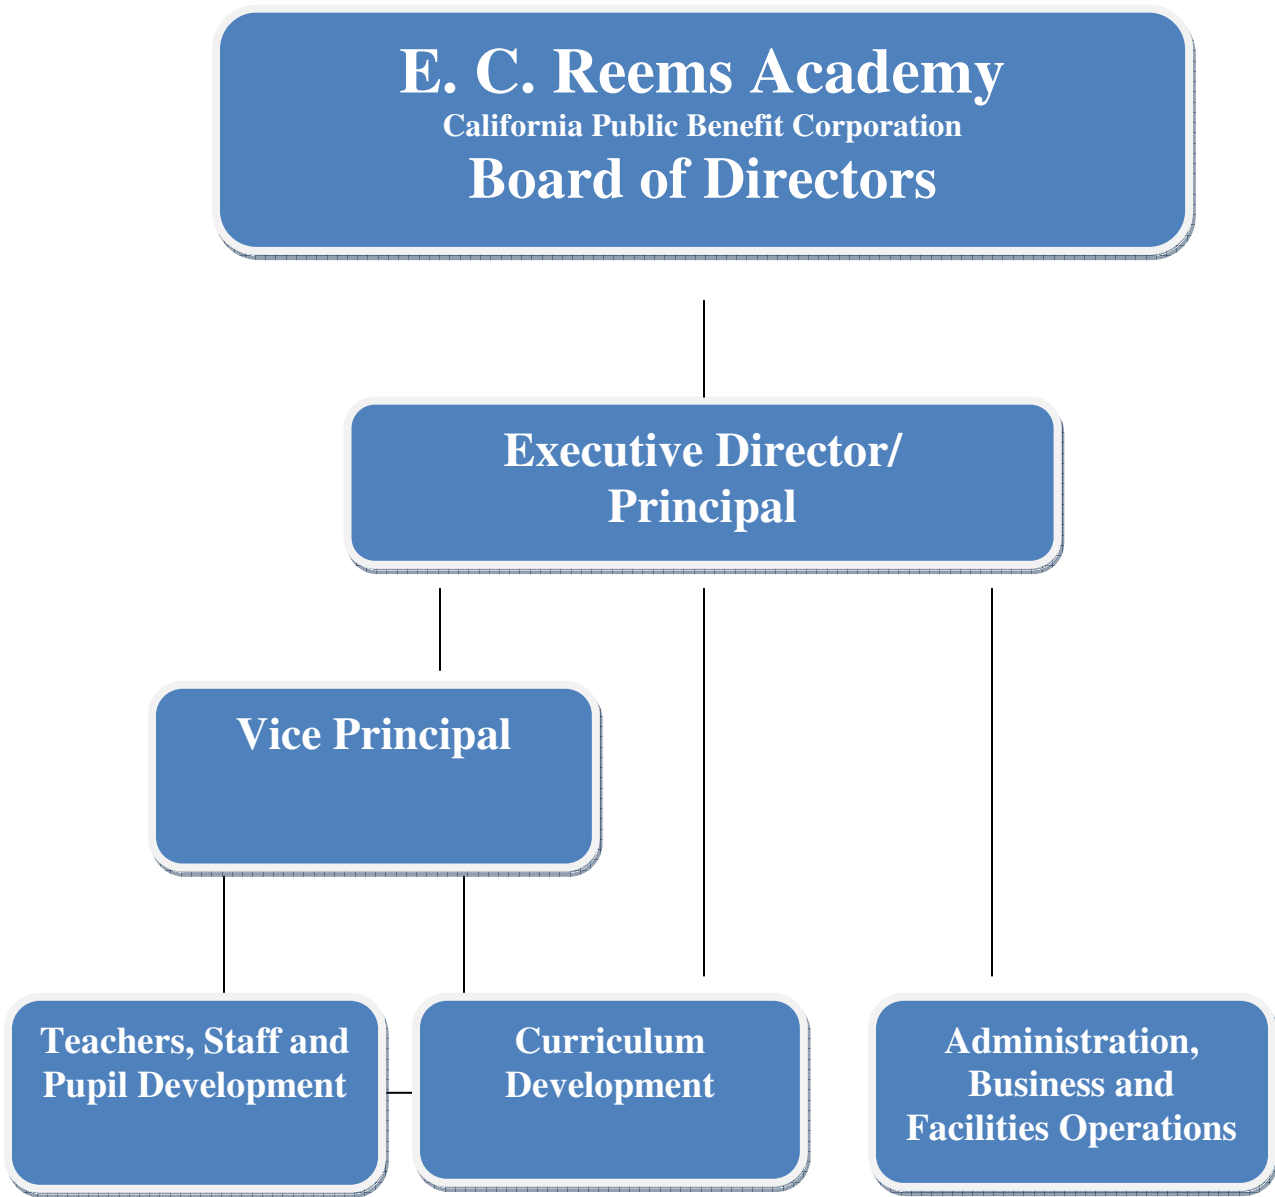 E. C. Reems Academy
California Public Benefit Corporation
Board of Directors
Executive Director/
Principal
Vice Principal
Teachers, Staff and
Pupil Development
Curriculum
Development
Administration,
Business and
Facilities Operations